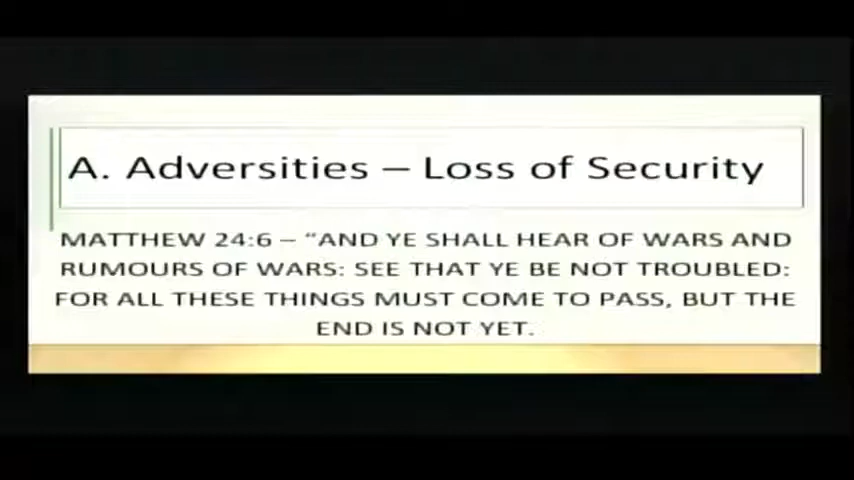 A. Adversities – Loss of Security
MATTHEW 24:6 – “AND YE SHALL HEAR OF WARS AND
RUMOURS OF WARS: SEE THAT YE BE NOT TROUBLED:
FOR ALL THESE THINGS MUST COME TO PASS, BUT THE
END IS NOT YET.